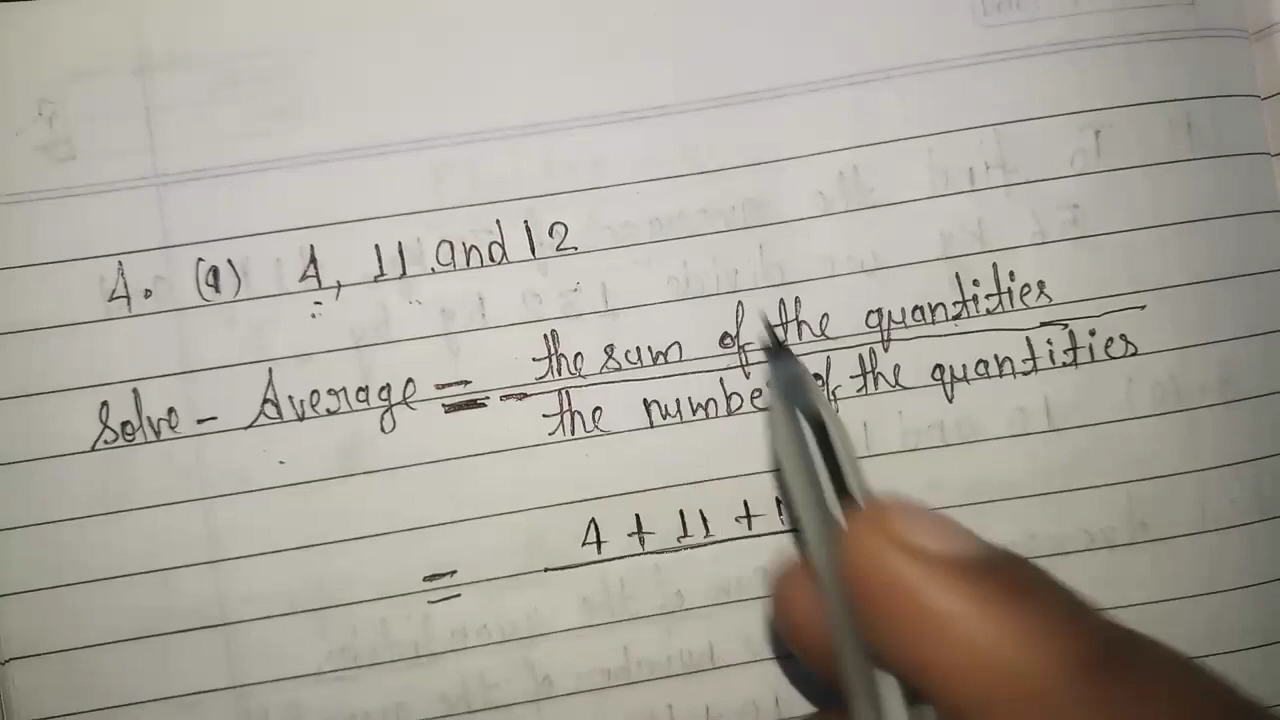 4. (a) 4, 11 and 12
Solve - Average = the sum of the quantities
the number of the quantities
= 4 + 11 +